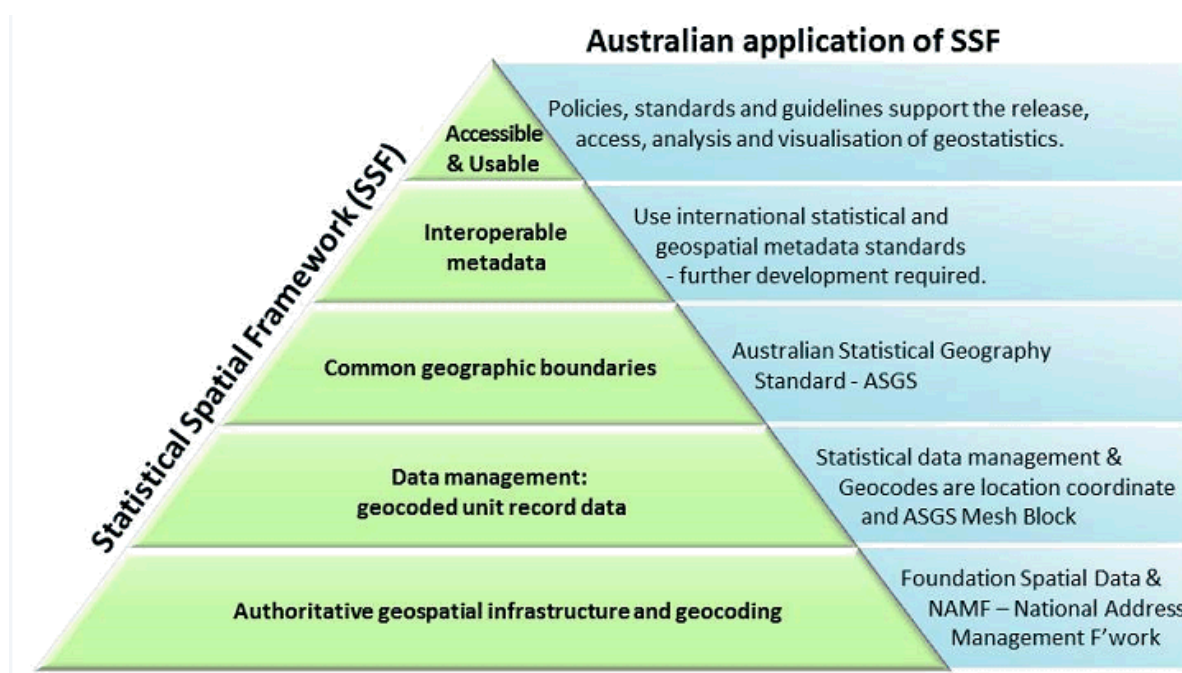 Australian application of SSF
Statistical Spatial Framework (SSF)
Accessible
& Usable
Policies, standards and guidelines support the release,
access, analysis and visualisation of geostatistics.
Interoperable
metadata
Use international statistical and
geospatial metadata standards
- further development required.
Common geographic boundaries
Australian Statistical Geography
Standard - ASGS
Data management:
geocoded unit record data
Statistical data management &
Geocodes are location coordinate
and ASGS Mesh Block
Authoritative geospatial infrastructure and geocoding
Foundation Spatial Data &
NAMF – National Address
Management F'work